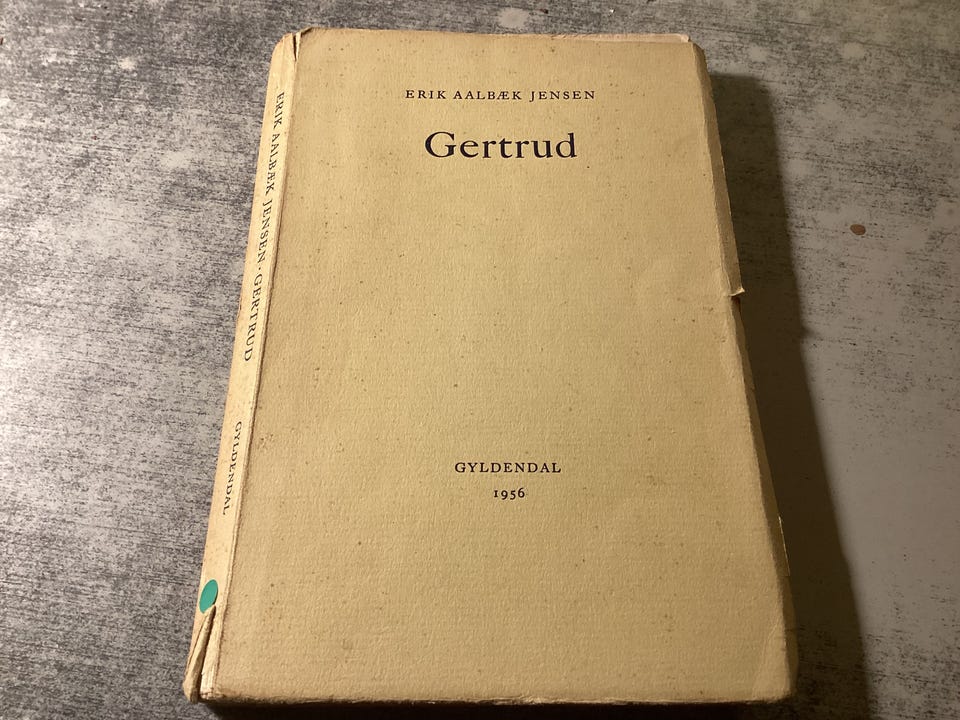 ERIK AALBÆK JENSEN
Gertrud
GYLDENDAL
1956
ERIK AALBÆK JENSEN · GERTRUD
GYLDENDAL